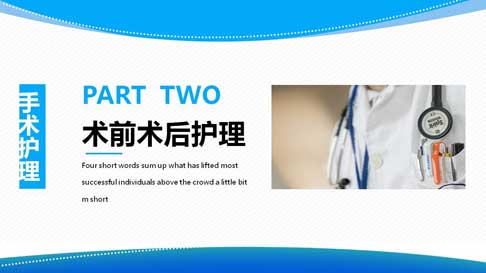 手术护理
PART TWO
术前术后护理
Four short words sum up what has lifted most
successful individuals above the crowd a little bit
m short